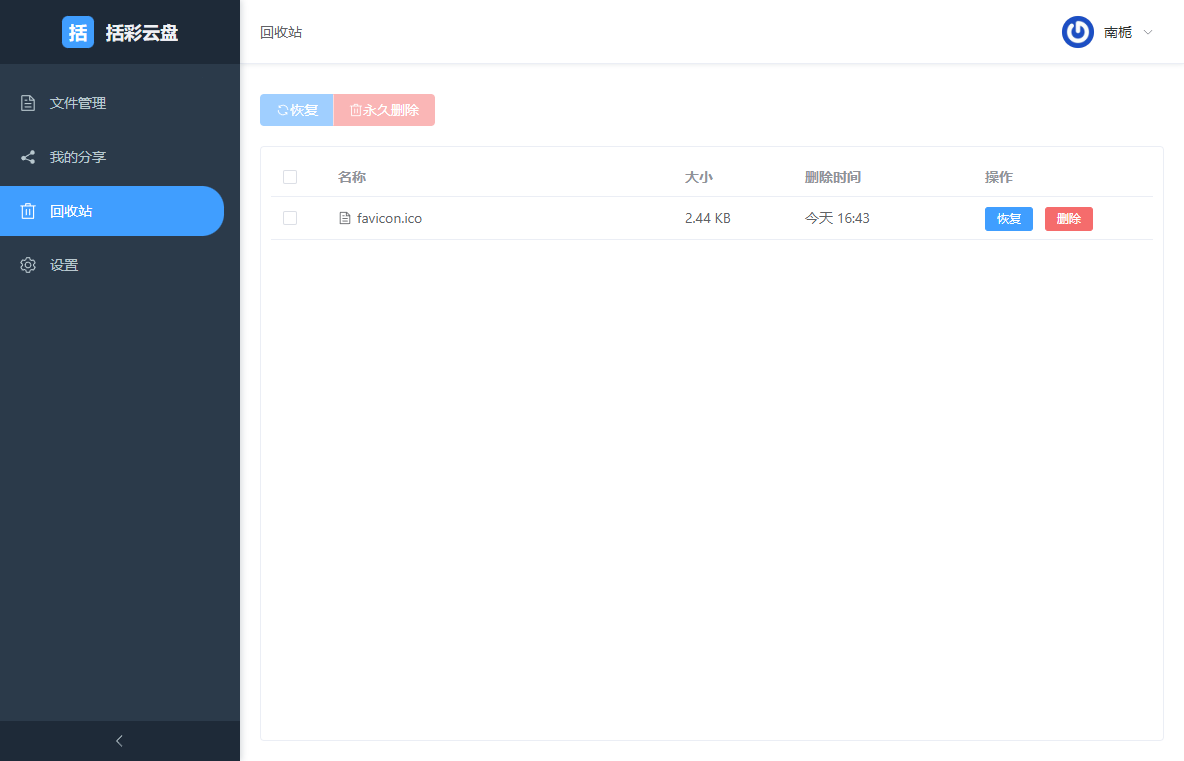 括 括彩云盘
回收站
南栀
文件管理
我的分享
回收站
设置
恢复 永久删除
名称 大小 删除时间 操作
favicon.ico 2.44 KB 今天 16:43 恢复 删除